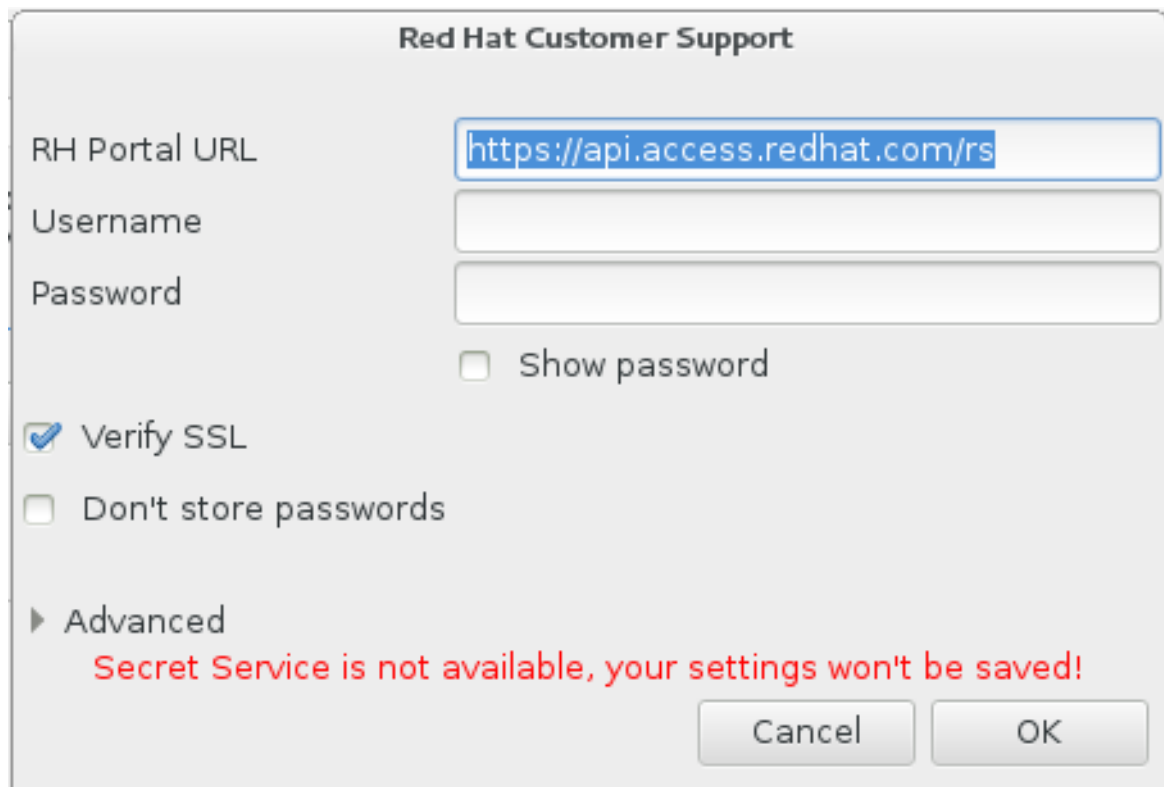 Red Hat Customer Support
RH Portal URL https://api.access.redhat.com/rs
Username
Password
Show password
Verify SSL
Don't store passwords
Advanced
Secret Service is not available, your settings won't be saved!
Cancel OK